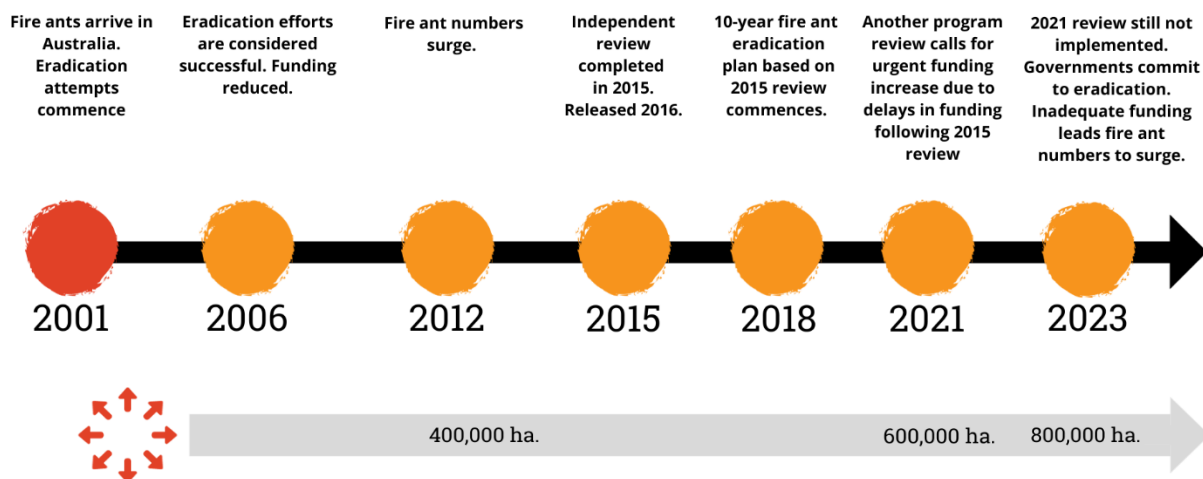 Fire ants arrive in
Australia.
Eradication
attempts
commence
Eradication efforts
are considered
successful. Funding
reduced.
Fire ant numbers
surge.
Independent
review
completed
in 2015.
Released 2016.
10-year fire ant
eradication
plan based on
2015 review
commences.
Another program
review calls for
urgent funding
increase due to
delays in funding
following 2015
review
2021 review still not
implemented.
Governments commit
to eradication.
Inadequate funding
leads fire ant
numbers to surge.
2001
2006
2012
2015
2018
2021
2023
400,000 ha.
600,000 ha.
800,000 ha.